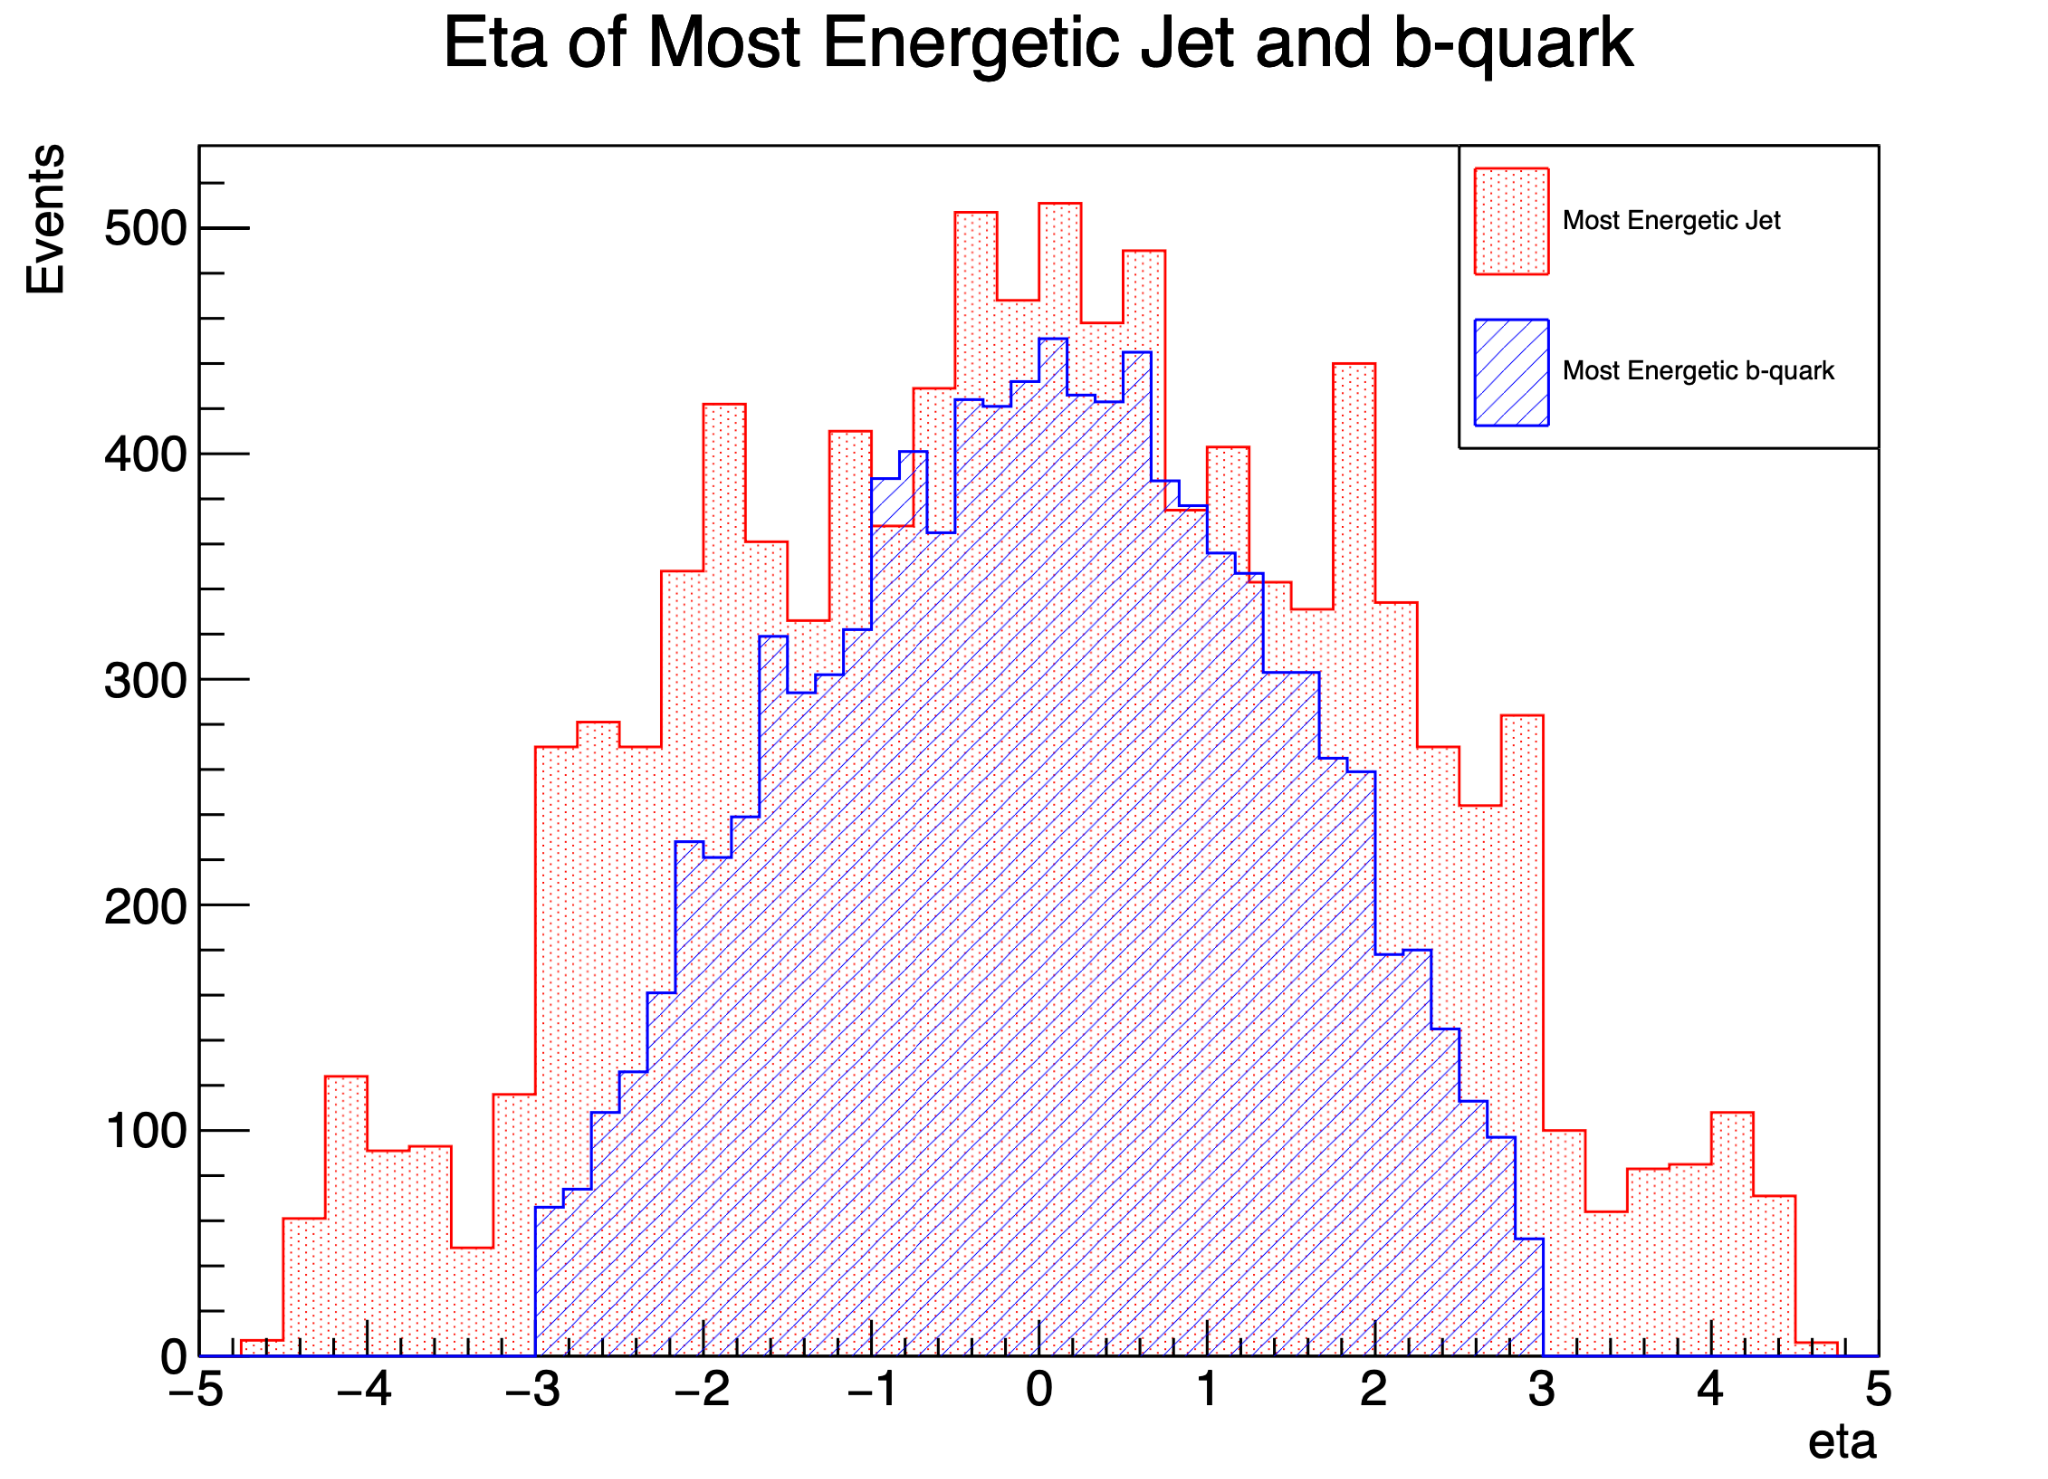 Eta of Most Energetic Jet and b-quark
Events
Most Energetic Jet
Most Energetic b-quark
500
400
300
200
100
0
−5 −4 −3 −2 −1 0 1 2 3 4 5
eta